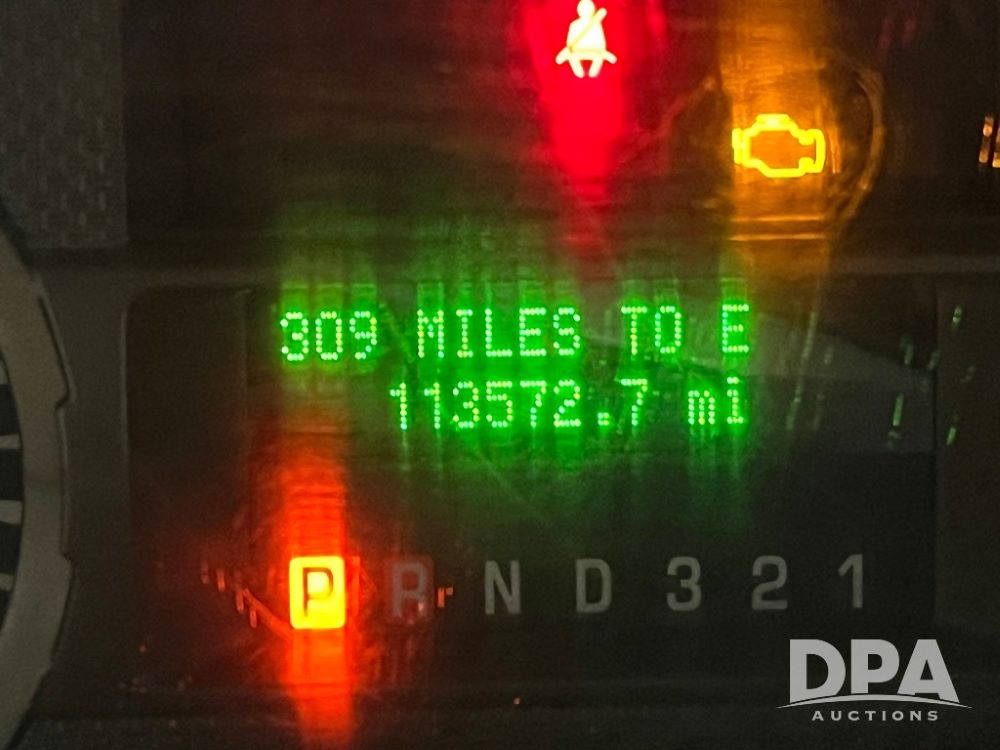 309 MILES TO E
113572.7 mi
P R N D 3 2 1
DPA
AUCTIONS